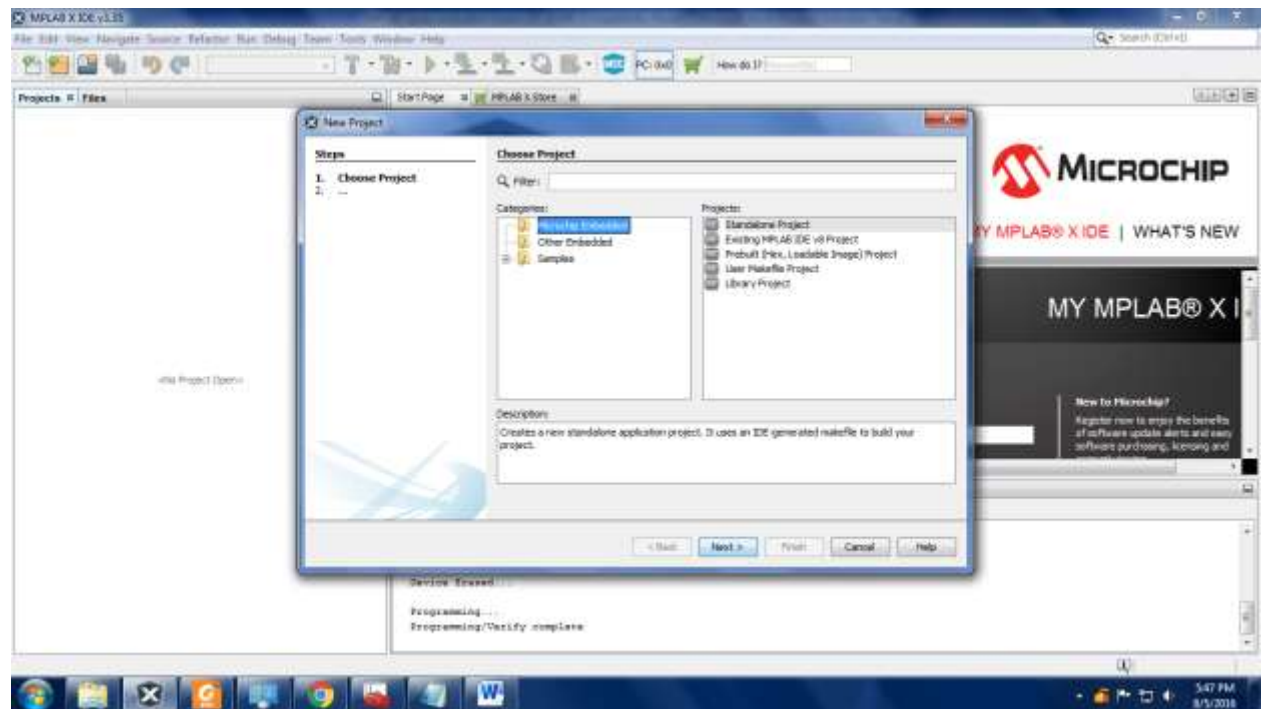 MPLAB X IDE v3.35
File Edit View Navigate Source Refactor Run Debug Team Tools Window Help
Search (Ctrl+I)
PC: 0x0
How do I?
Projects
Files
Start Page
MPLAB X Store
New Project
Steps
1. Choose Project
2. ...
Choose Project
Filter:
Categories:
Microchip Embedded
Other Embedded
Samples
Projects:
Standalone Project
Existing MPLAB IDE v8 Project
Prebuilt (Hex, Loadable Image) Project
User Makefile Project
Library Project
Description:
Creates a new standalone application project. It uses an IDE generated makefile to build your
project.
< Back
Next >
Finish
Cancel
Help
<No Project Open>
MICROCHIP
MY MPLAB® X IDE | WHAT'S NEW
MY MPLAB® X I
New to Microchip?
Register now to enjoy the benefits
of software update alerts and easy
software purchasing, licensing and
Device Erased...
Programming...
Programming/Verify complete
5:47 PM
8/5/2016